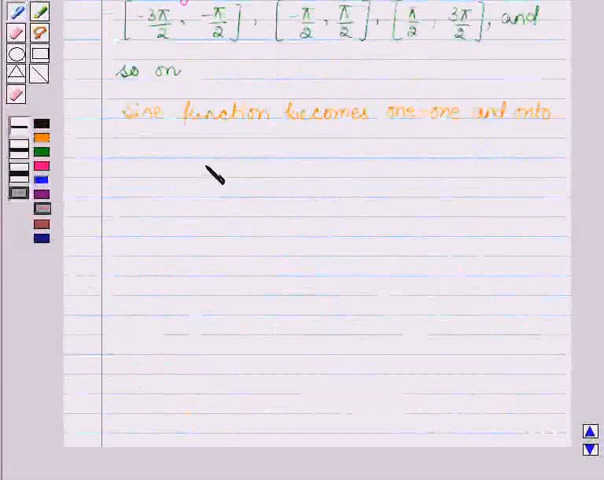 [-3π/2, -π/2], [-π/2, π/2], [π/2, 3π/2], and
so on
Sine function becomes one-one and onto